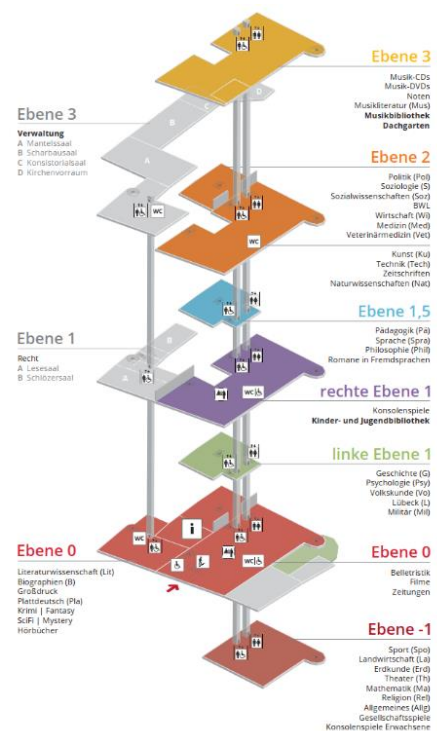 Ebene 3
Musik-CDs
Musik-DVDs
Noten
Musikliteratur (Mus)
Musikbibliothek
Dachgarten
D
C
B
A
Ebene 3
Verwaltung
A Mantelssaal
B Scharbausaal
C Konsistorialsaal
D Kirchenvorraum
WC
Ebene 2
Politik (Pol)
Soziologie (S)
Sozialwissenschaften (Soz)
BWL
Wirtschaft (Wi)
Medizin (Med)
Veterinärmedizin (Vet)
WC
Kunst (Ku)
Technik (Tech)
Zeitschriften
Naturwissenschaften (Nat)
Ebene 1,5
Pädagogik (Pä)
Sprache (Spra)
Philosophie (Phil)
Romane in Fremdsprachen
Ebene 1
Recht
A Lesesaal
B Schlözersaal
B
A
WC
rechte Ebene 1
Konsolenspiele
Kinder- und Jugendbibliothek
linke Ebene 1
Geschichte (G)
Psychologie (Psy)
Volkskunde (Vo)
Lübeck (L)
Militär (Mil)
i
WC
WC
Ebene 0
Literaturwissenschaft (Lit)
Biographien (B)
Großdruck
Plattdeutsch (Pla)
Krimi | Fantasy
SciFi | Mystery
Hörbücher
Ebene 0
Belletristik
Filme
Zeitungen
Ebene -1
Sport (Spo)
Landwirtschaft (La)
Erdkunde (Erd)
Theater (Th)
Mathematik (Ma)
Religion (Rel)
Allgemeines (Allg)
Gesellschaftsspiele
Konsolenspiele Erwachsene